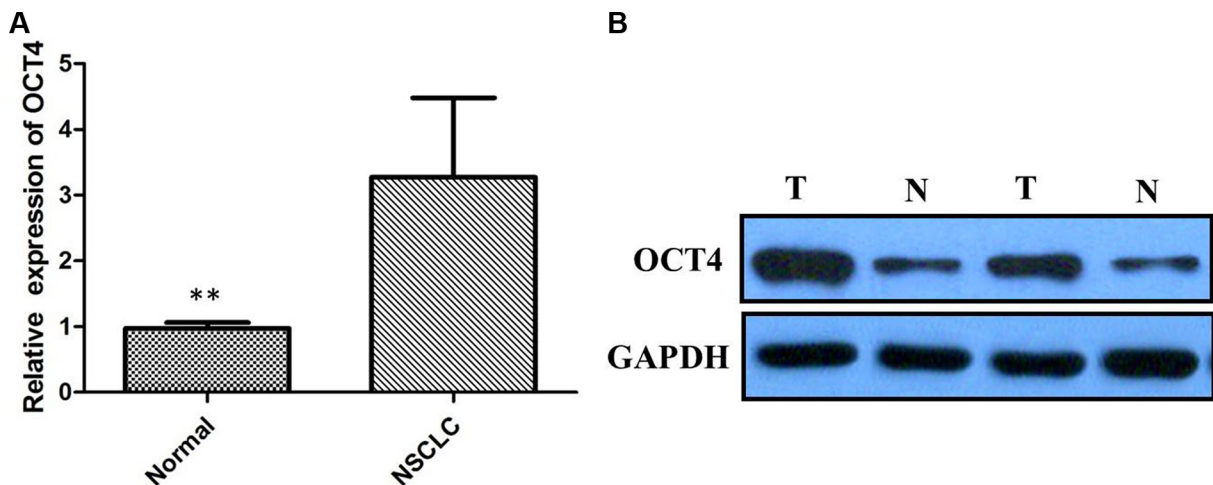 A
Relative expression of OCT4
5
4
3
2
1
0
**
Normal
NSCLC
B
T N T N
OCT4
GAPDH